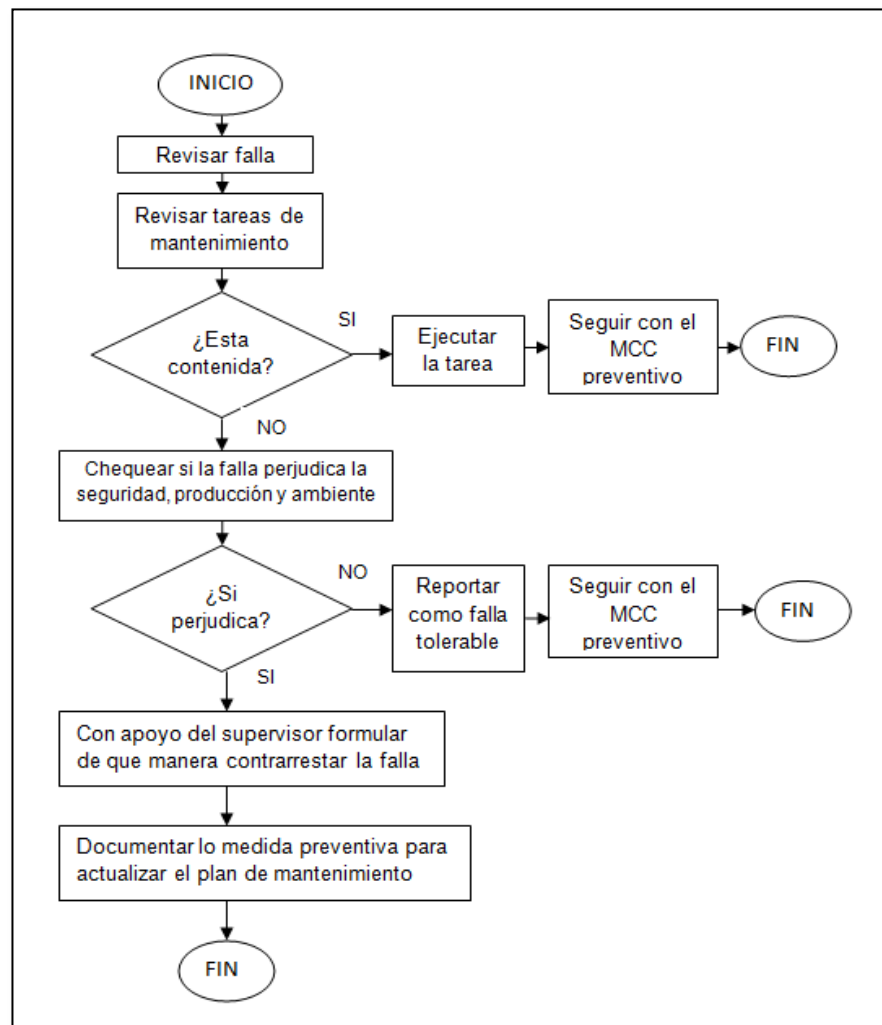 INICIO
Revisar falla
Revisar tareas de
mantenimiento
¿Esta
contenida?
SI
Ejecutar
la tarea
Seguir con el
MCC
preventivo
FIN
NO
Chequear si la falla perjudica la
seguridad, producción y ambiente
¿Si
perjudica?
NO
Reportar
como falla
tolerable
Seguir con el
MCC
preventivo
FIN
SI
Con apoyo del supervisor formular
de que manera contrarrestar la falla
Documentar lo medida preventiva para
actualizar el plan de mantenimiento
FIN